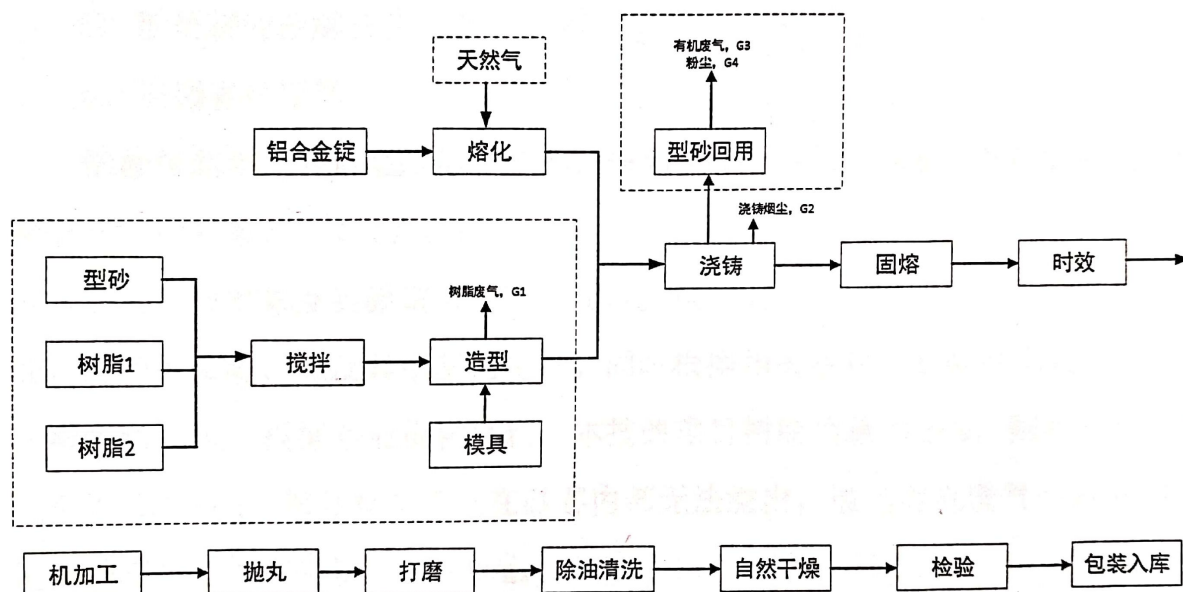 有机废气，G3
粉尘，G4
天然气
铝合金锭
熔化
型砂回用
浇铸烟尘，G2
浇铸
固熔
时效
型砂
树脂废气，G1
树脂1
搅拌
造型
树脂2
模具
机加工
抛丸
打磨
除油清洗
自然干燥
检验
包装入库